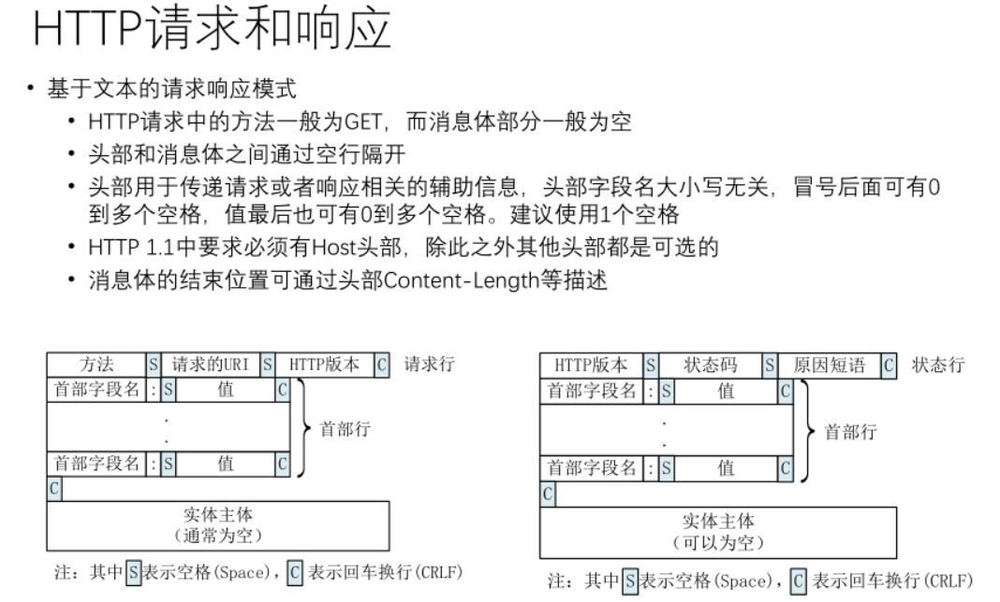 HTTP请求和响应
• 基于文本的请求响应模式
• HTTP请求中的方法一般为GET，而消息体部分一般为空
• 头部和消息体之间通过空行隔开
• 头部用于传递请求或者响应相关的辅助信息，头部字段名大小写无关，冒号后面可有0
到多个空格，值最后也可有0到多个空格。建议使用1个空格
• HTTP 1.1中要求必须有Host头部，除此之外其他头部都是可选的
• 消息体的结束位置可通过头部Content-Length等描述
方法 S 请求的URI S HTTP版本 C 请求行
首部字段名 : S 值 C
首部行
首部字段名 : S 值 C
C
实体主体
（通常为空）
注：其中 S 表示空格(Space)，C 表示回车换行(CRLF)
HTTP版本 S 状态码 S 原因短语 C 状态行
首部字段名 : S 值 C
首部行
首部字段名 : S 值 C
C
实体主体
（可以为空）
注：其中 S 表示空格(Space)，C 表示回车换行(CRLF)